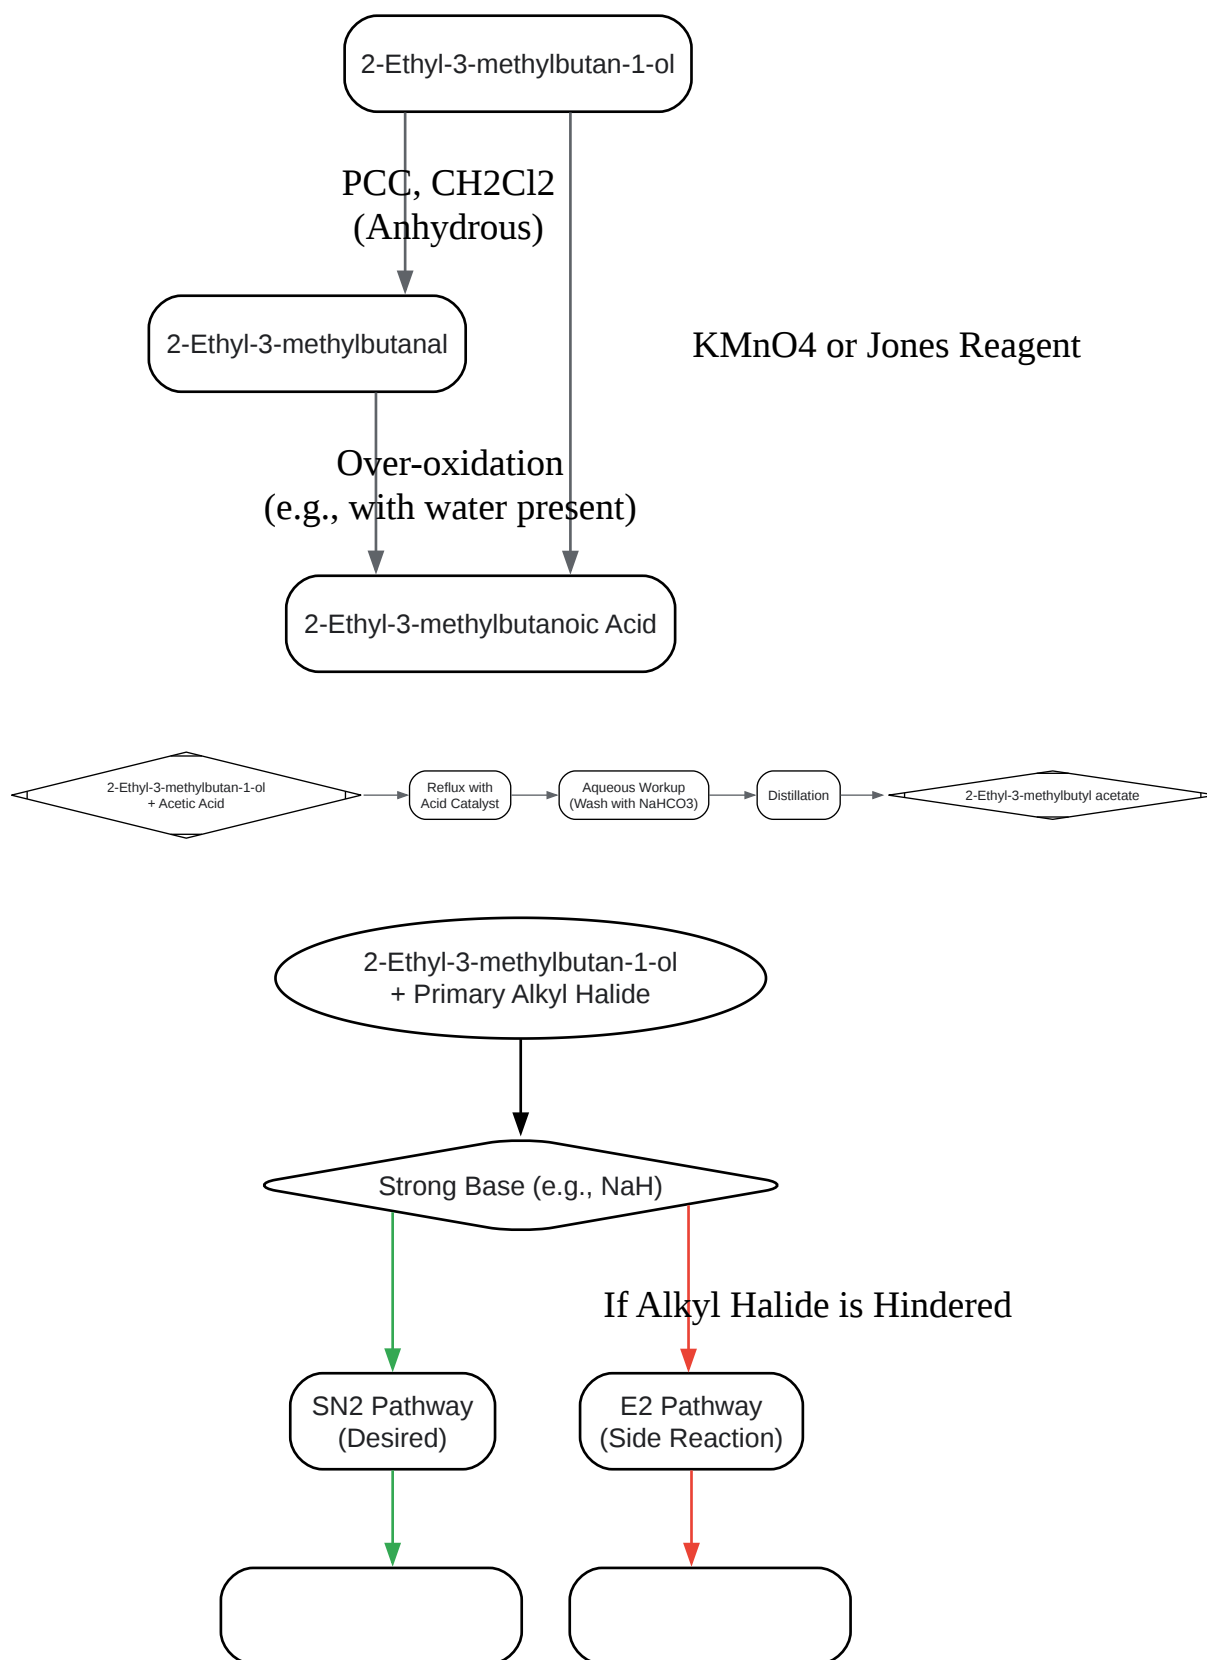 2-Ethyl-3-methylbutan-1-ol
PCC, CH2Cl2
(Anhydrous)
2-Ethyl-3-methylbutanal
KMnO4 or Jones Reagent
Over-oxidation
(e.g., with water present)
2-Ethyl-3-methylbutanoic Acid
2-Ethyl-3-methylbutan-1-ol
+ Acetic Acid
Reflux with
Acid Catalyst
Aqueous Workup
(Wash with NaHCO3)
Distillation
2-Ethyl-3-methylbutyl acetate
2-Ethyl-3-methylbutan-1-ol
+ Primary Alkyl Halide
Strong Base (e.g., NaH)
If Alkyl Halide is Hindered
SN2 Pathway
(Desired)
E2 Pathway
(Side Reaction)